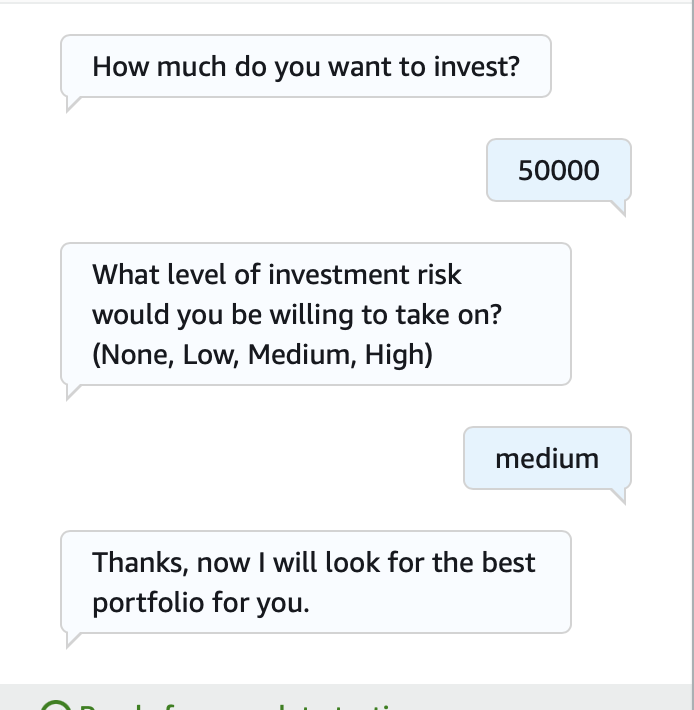 How much do you want to invest?
50000
What level of investment risk
would you be willing to take on?
(None, Low, Medium, High)
medium
Thanks, now I will look for the best
portfolio for you.